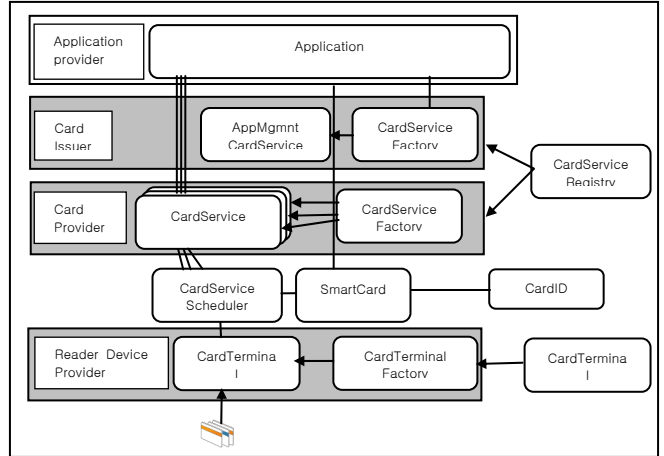 Application
provider
Application
Card
Issuer
AppMgmnt
CardService
CardService
Factory
CardService
Registry
Card
Provider
CardService
CardService
Factory
CardService
Scheduler
SmartCard
CardID
Reader Device
Provider
CardTermina
l
CardTerminal
Factory
CardTermina
l